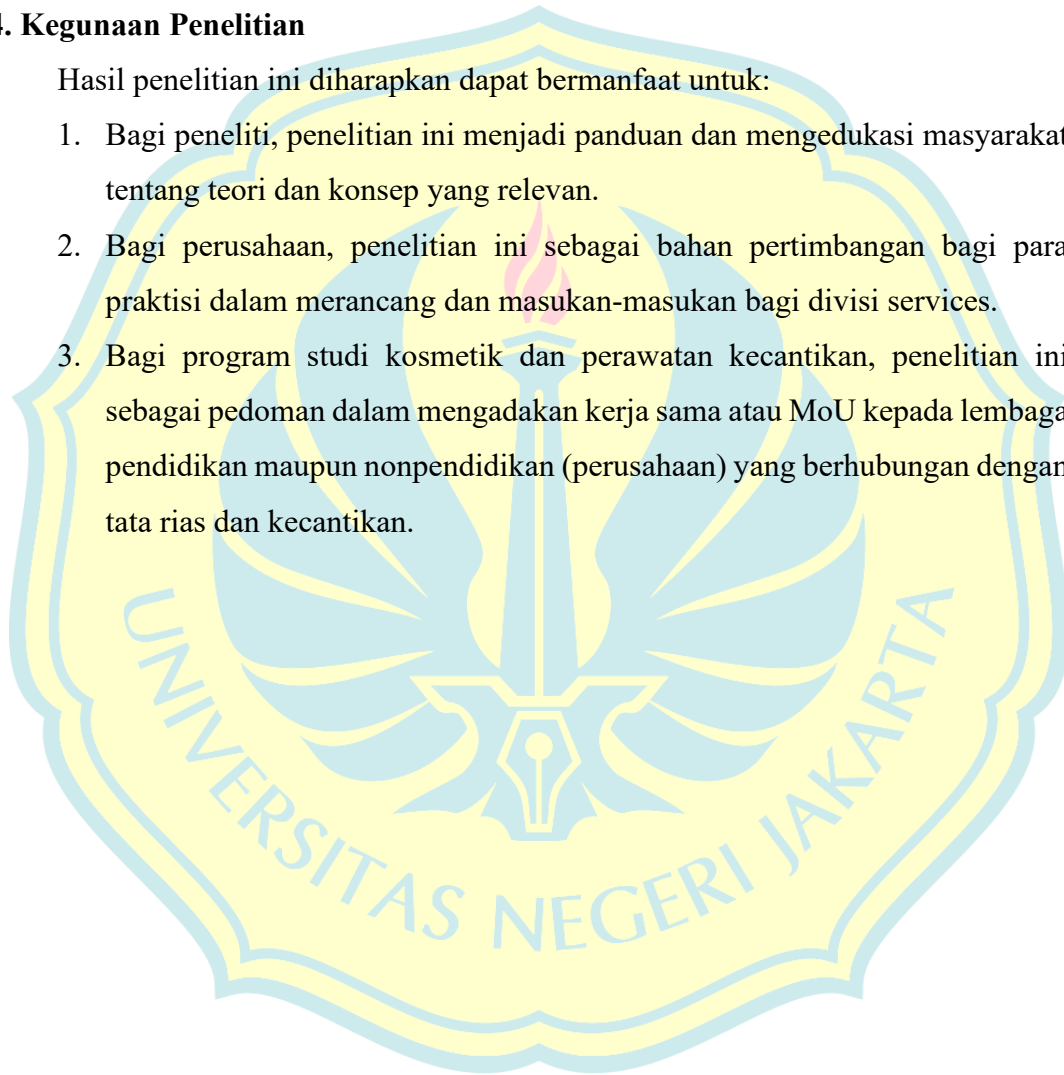 4. Kegunaan Penelitian
Hasil penelitian ini diharapkan dapat bermanfaat untuk:
1. Bagi peneliti, penelitian ini menjadi panduan dan mengedukasi masyarakat
tentang teori dan konsep yang relevan.
2. Bagi perusahaan, penelitian ini sebagai bahan pertimbangan bagi para
praktisi dalam merancang dan masukan-masukan bagi divisi services.
3. Bagi program studi kosmetik dan perawatan kecantikan, penelitian ini
sebagai pedoman dalam mengadakan kerja sama atau MoU kepada lembaga
pendidikan maupun nonpendidikan (perusahaan) yang berhubungan dengan
tata rias dan kecantikan.
UNIVERSITAS NEGERI JAKARTA